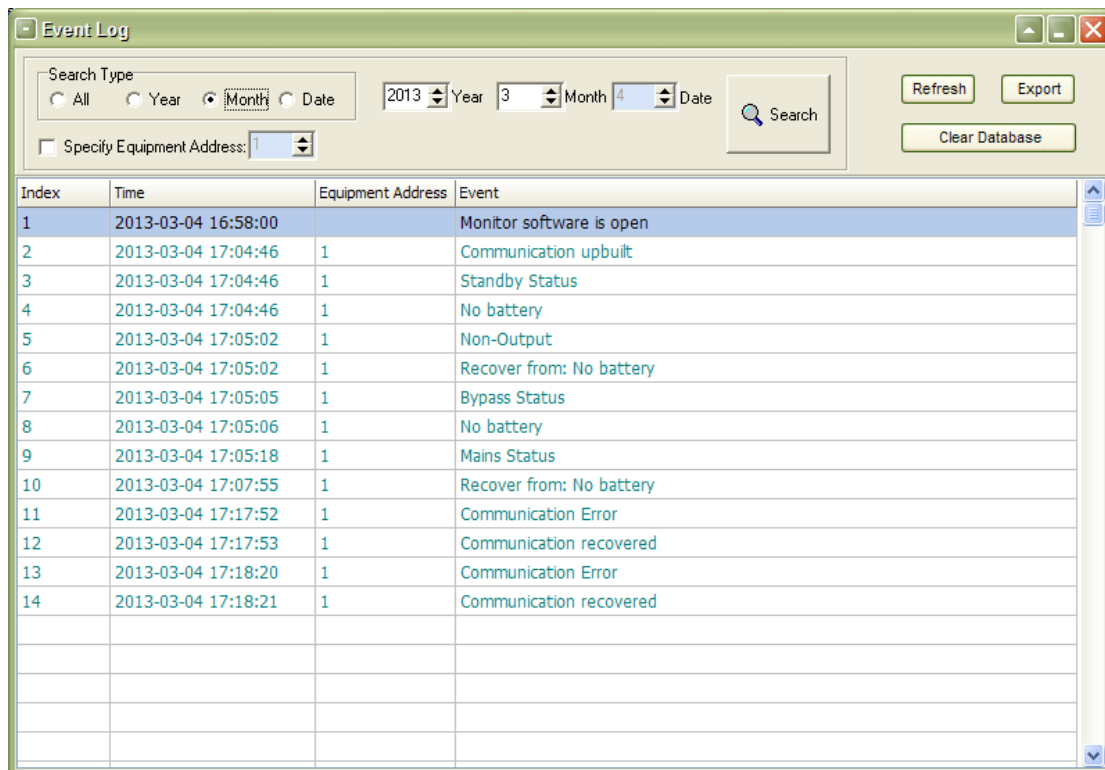 Event Log
Search Type
All Year Month Date
2013 Year 3 Month 4 Date
Search
Refresh Export
Specify Equipment Address: 1
Clear Database
Index Time Equipment Address Event
1 2013-03-04 16:58:00 Monitor software is open
2 2013-03-04 17:04:46 1 Communication upbuilt
3 2013-03-04 17:04:46 1 Standby Status
4 2013-03-04 17:04:46 1 No battery
5 2013-03-04 17:05:02 1 Non-Output
6 2013-03-04 17:05:02 1 Recover from: No battery
7 2013-03-04 17:05:05 1 Bypass Status
8 2013-03-04 17:05:06 1 No battery
9 2013-03-04 17:05:18 1 Mains Status
10 2013-03-04 17:07:55 1 Recover from: No battery
11 2013-03-04 17:17:52 1 Communication Error
12 2013-03-04 17:17:53 1 Communication recovered
13 2013-03-04 17:18:20 1 Communication Error
14 2013-03-04 17:18:21 1 Communication recovered